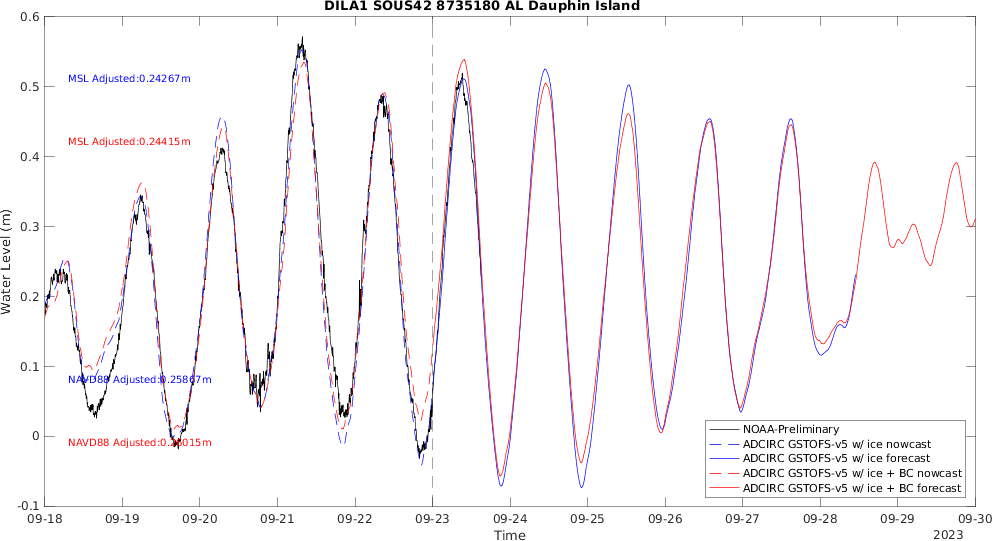 DILA1 SOUS42 8735180 AL Dauphin Island
Water Level (m)
0.6
0.5
0.4
0.3
0.2
0.1
0
-0.1
MSL Adjusted:0.24267m
MSL Adjusted:0.24415m
NAVD88 Adjusted:0.25867m
NAVD88 Adjusted:0.26015m
NOAA-Preliminary
ADCIRC GSTOFS-v5 w/ ice nowcast
ADCIRC GSTOFS-v5 w/ ice forecast
ADCIRC GSTOFS-v5 w/ ice + BC nowcast
ADCIRC GSTOFS-v5 w/ ice + BC forecast
09-18 09-19 09-20 09-21 09-22 09-23 09-24 09-25 09-26 09-27 09-28 09-29 09-30
Time
2023